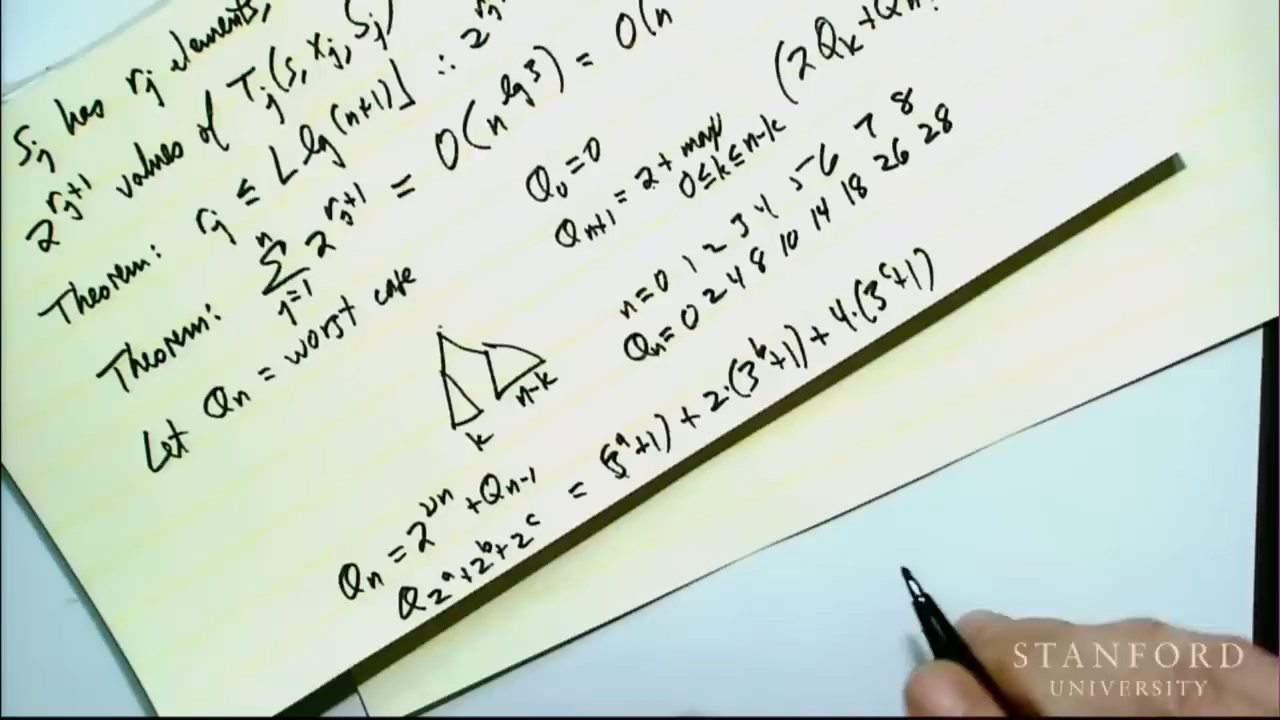 Sj has rj elements,
2^(rj+1) values of Tj(s, xj, Sj)
Theorem: rj ≤ ⌊lg(n+1)⌋ ∴ 2^rj
Theorem: Σ_{j=1}^{n} 2^(rj+1) = O(n^lg3) = O(n
Let Qn = worst case
Q0 = 0
Qn+1 = 2 + max 0≤k≤n-k (2Qk + Qn-
n = 0 1 2 3 4 5 6 7 8
Qn = 0 2 4 8 10 14 18 26 28
k
n-k
Qn = 2^νn + Qn-1
Q2^a+2^b+2^c = (3^a+1) + 2·(3^b+1) + 4·(3^c+1)
STANFORD
UNIVERSITY